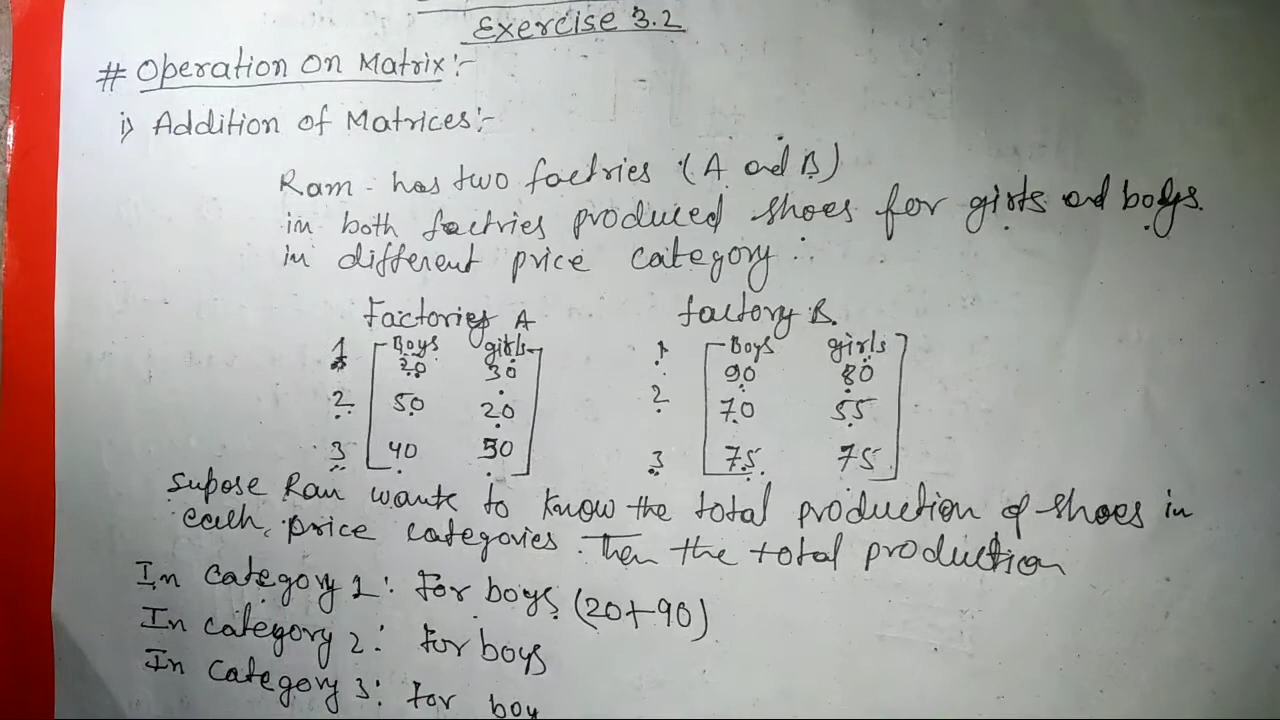 Exercise 3.2
# Operation On Matrix:-
i) Addition of Matrices:-
Ram - has two factries (A and B)
in both factries produced shoes for girls and boys.
in different price category :
Factories A factory B.
Boys girls Boys girls
1 20 30 1 90 80
2 50 20 2 70 55
3 40 50 3 75 75
Supose Ram wants to know the total production of shoes in
each price categories. Then the total production
In category 1: For boys (20+90)
In category 2: For boys
In category 3: For boy